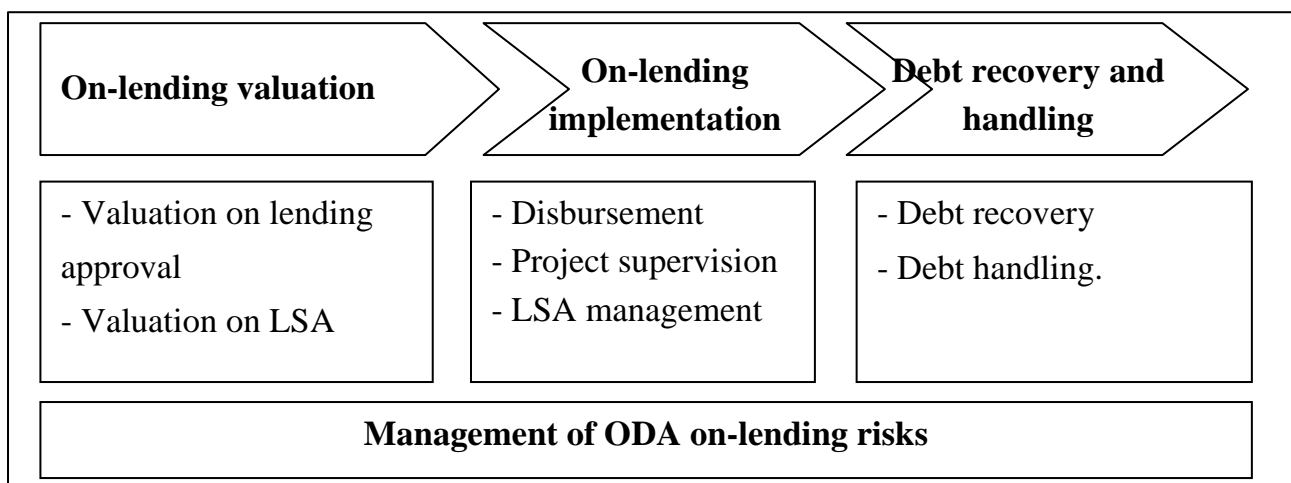 On-lending valuation
On-lending
implementation
Debt recovery and
handling
- Valuation on lending
approval
- Valuation on LSA
- Disbursement
- Project supervision
- LSA management
- Debt recovery
- Debt handling.
Management of ODA on-lending risks